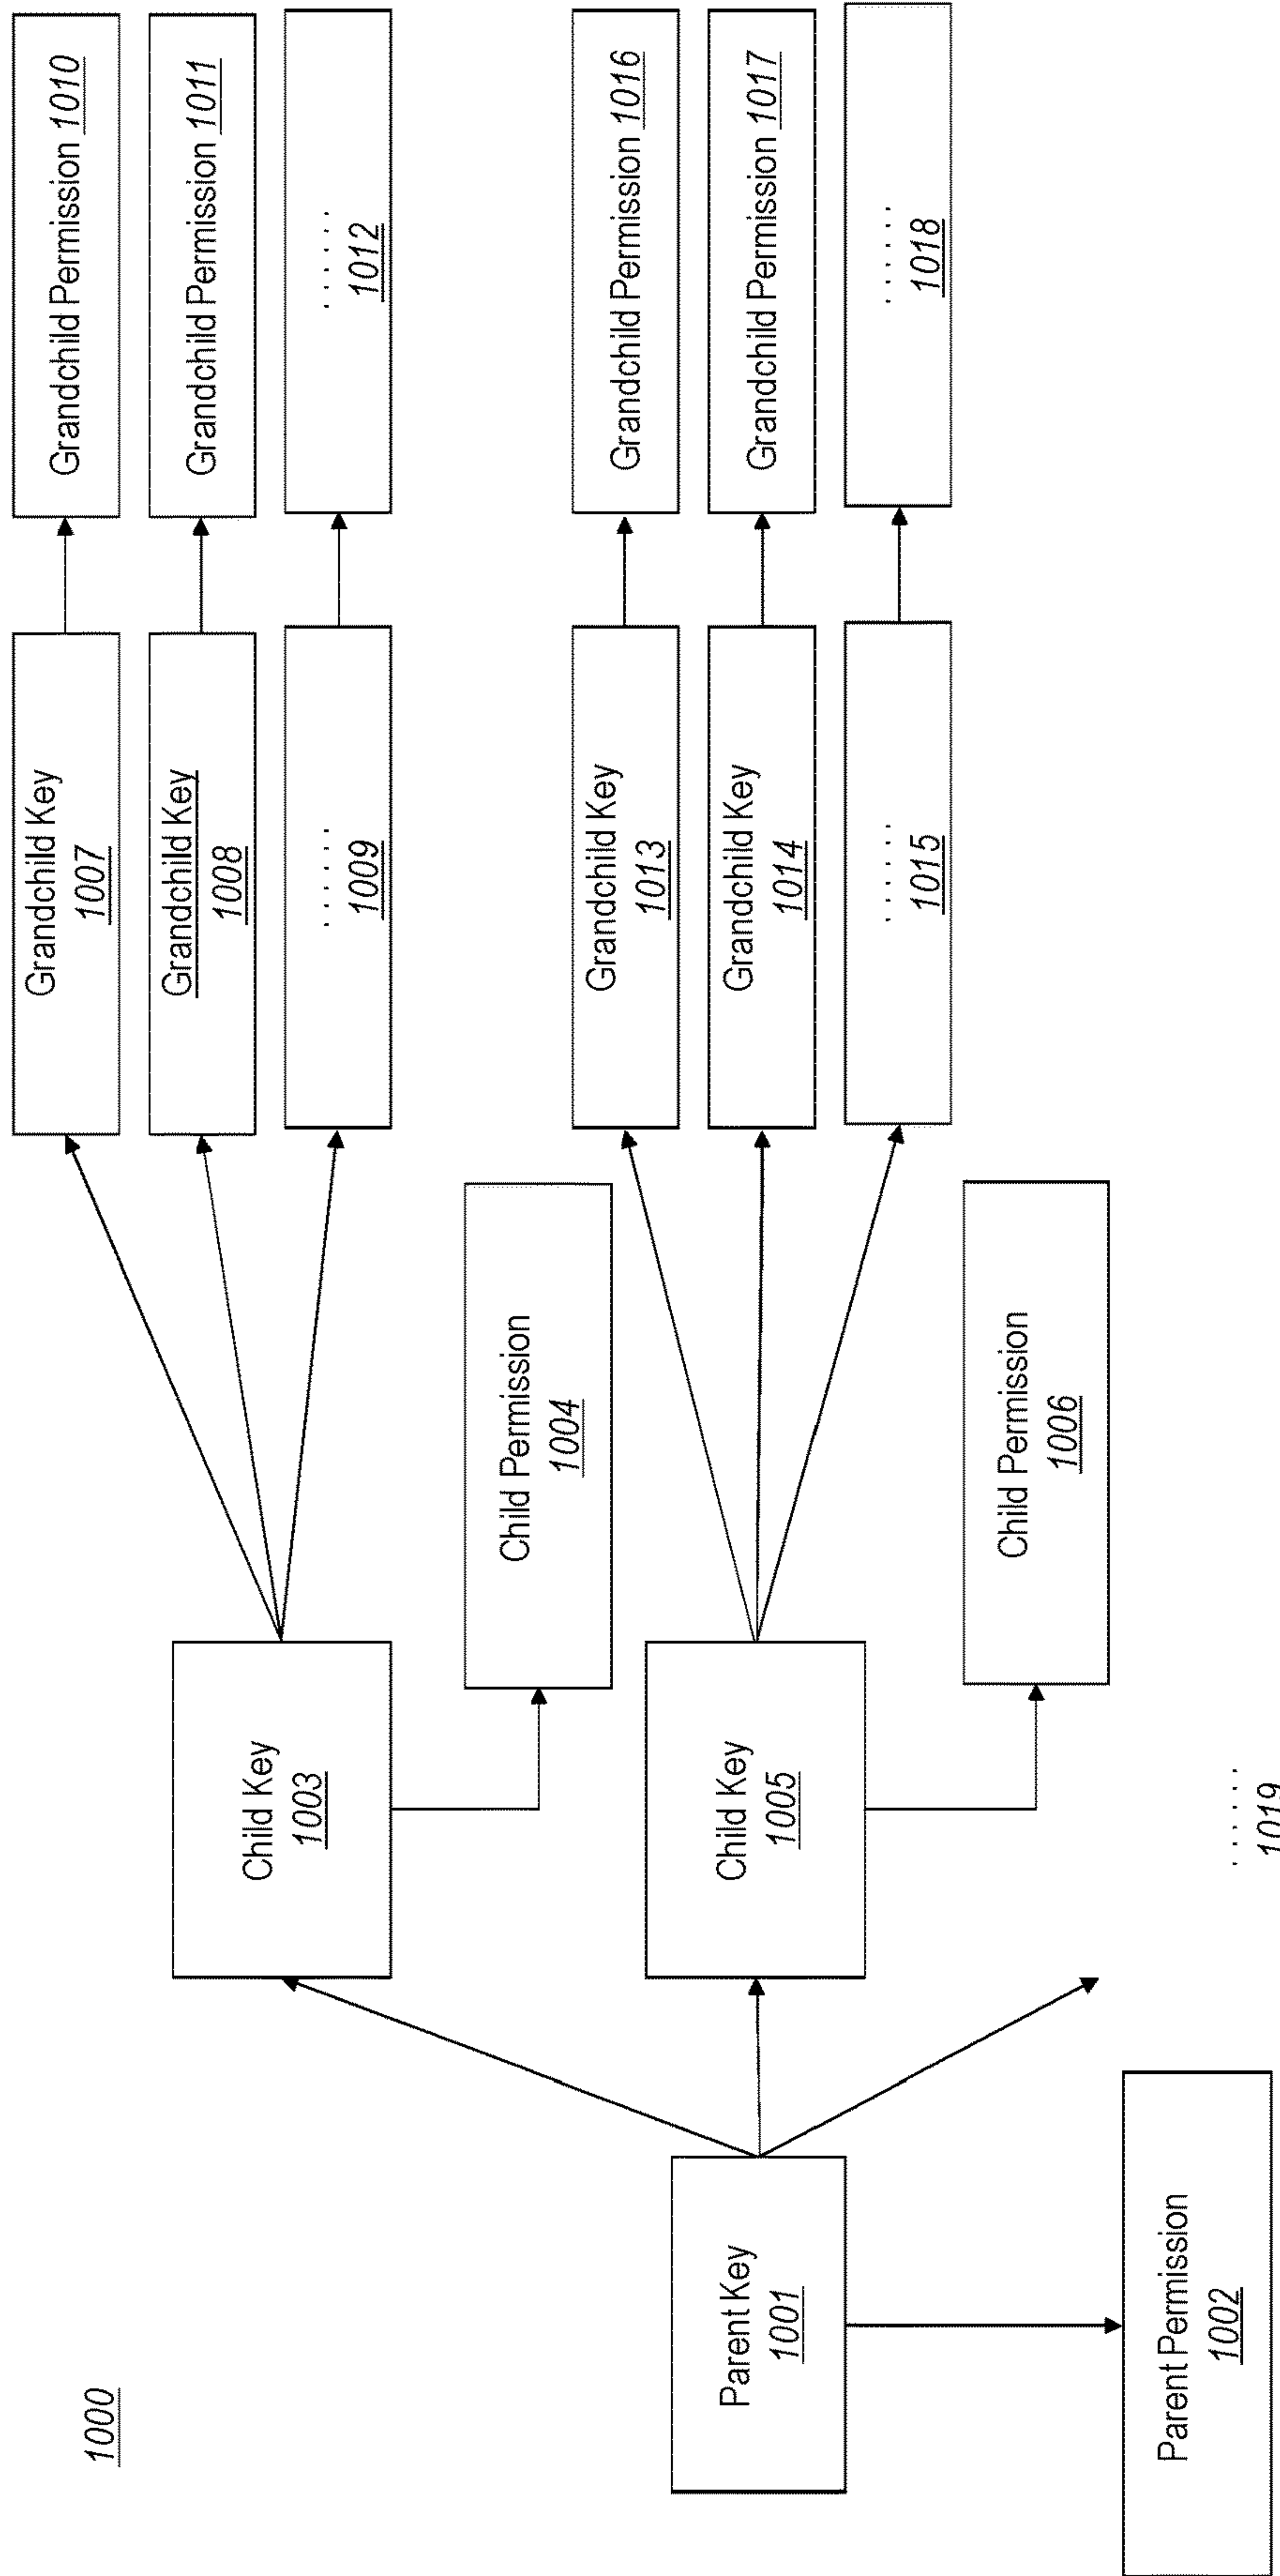 1000
Parent Key
1001
Parent Permission
1002
Child Key
1003
Child Permission
1004
Child Key
1005
Child Permission
1006
......
1019
Grandchild Key
1007
Grandchild Permission 1010
Grandchild Key
1008
Grandchild Permission 1011
......
1009
......
1012
Grandchild Key
1013
Grandchild Permission 1016
Grandchild Key
1014
Grandchild Permission 1017
......
1015
......
1018